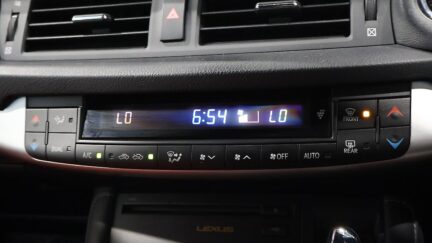 LO 6:54 LO
FRONT
A/C OFF AUTO REAR
LEXUS